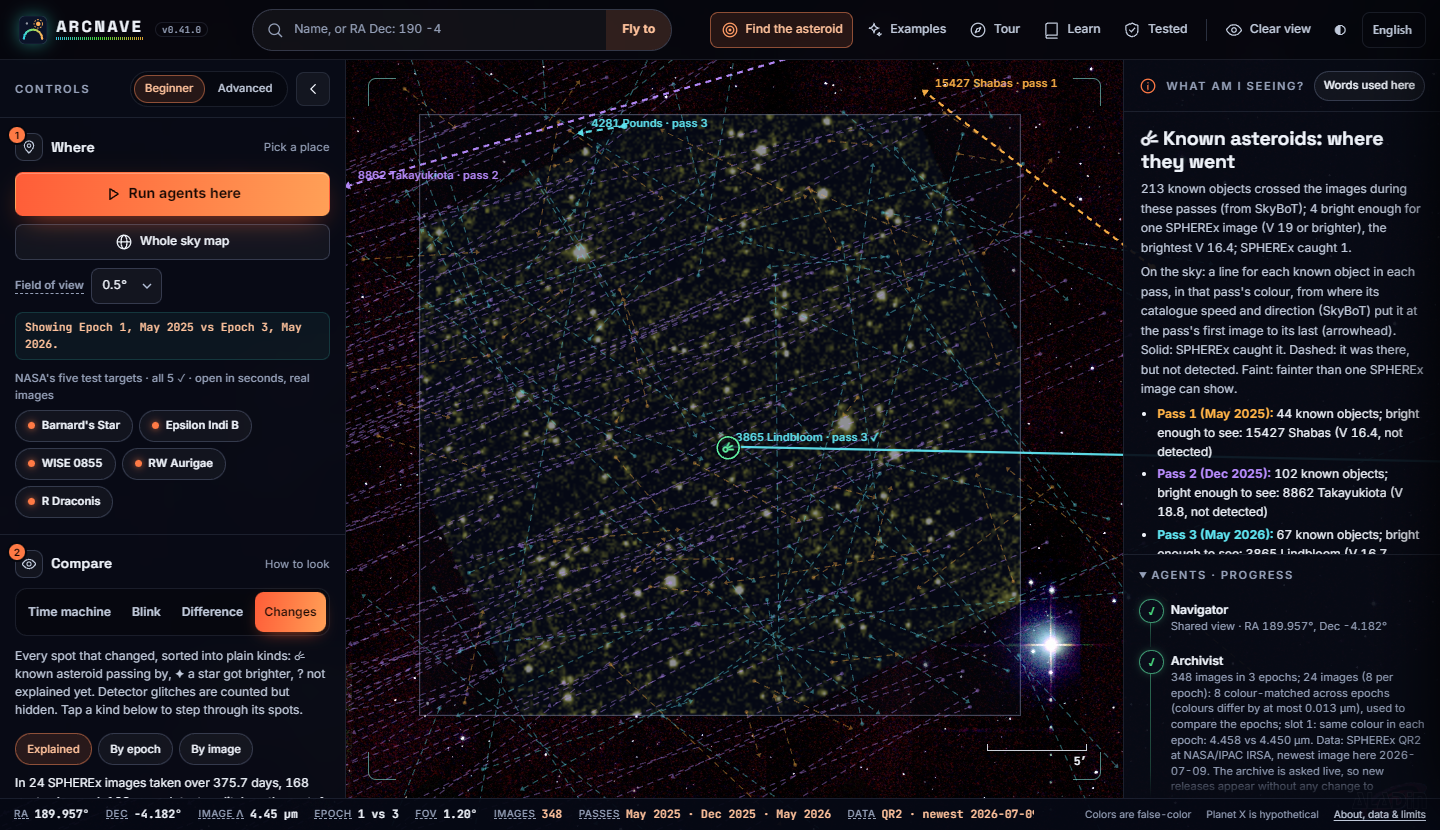 ARCNAVE v0.41.0 Name, or RA Dec: 190 -4 Fly to Find the asteroid Examples Tour Learn Tested Clear view English
CONTROLS Beginner Advanced
1 Where Pick a place
Run agents here
Whole sky map
Field of view 0.5°
Showing Epoch 1, May 2025 vs Epoch 3, May
2026.
NASA's five test targets · all 5 ✓ · open in seconds, real
images
Barnard's Star Epsilon Indi B
WISE 0855 RW Aurigae
R Draconis
2 Compare How to look
Time machine Blink Difference Changes
Every spot that changed, sorted into plain kinds:
known asteroid passing by, ✦ a star got brighter, ? not
explained yet. Detector glitches are counted but
hidden. Tap a kind below to step through its spots.
Explained By epoch By image
In 24 SPHEREx images taken over 375.7 days, 168
15427 Shabas · pass 1
4281 Pounds · pass 3
8862 Takayukiota · pass 2
3865 Lindbloom · pass 3 ✓
5′
WHAT AM I SEEING? Words used here
Known asteroids: where
they went
213 known objects crossed the images during
these passes (from SkyBoT); 4 bright enough for
one SPHEREx image (V 19 or brighter), the
brightest V 16.4; SPHEREx caught 1.
On the sky: a line for each known object in each
pass, in that pass's colour, from where its
catalogue speed and direction (SkyBoT) put it at
the pass's first image to its last (arrowhead).
Solid: SPHEREx caught it. Dashed: it was there,
but not detected. Faint: fainter than one SPHEREx
image can show.
• Pass 1 (May 2025): 44 known objects; bright
enough to see: 15427 Shabas (V 16.4, not
detected)
• Pass 2 (Dec 2025): 102 known objects;
bright enough to see: 8862 Takayukiota (V
18.8, not detected)
• Pass 3 (May 2026): 67 known objects; bright
enough to see: 3865 Lindbloom (V 16.7,
▼ AGENTS · PROGRESS
Navigator
Shared view · RA 189.957°, Dec -4.182°
Archivist
348 images in 3 epochs; 24 images (8 per
epoch): 8 colour-matched across epochs
(colours differ by at most 0.013 µm), used to
compare the epochs; slot 1: same colour in each
epoch: 4.458 vs 4.450 µm. Data: SPHEREx QR2
at NASA/IPAC IRSA, newest image here 2026-
07-09. The archive is asked live, so new
releases appear without any change to
RA 189.957° DEC -4.182° IMAGE Λ 4.45 µm EPOCH 1 vs 3 FOV 1.20° IMAGES 348 PASSES May 2025 · Dec 2025 · May 2026 DATA QR2 · newest 2026-07-0 Colors are false-color Planet X is hypothetical About, data & limits